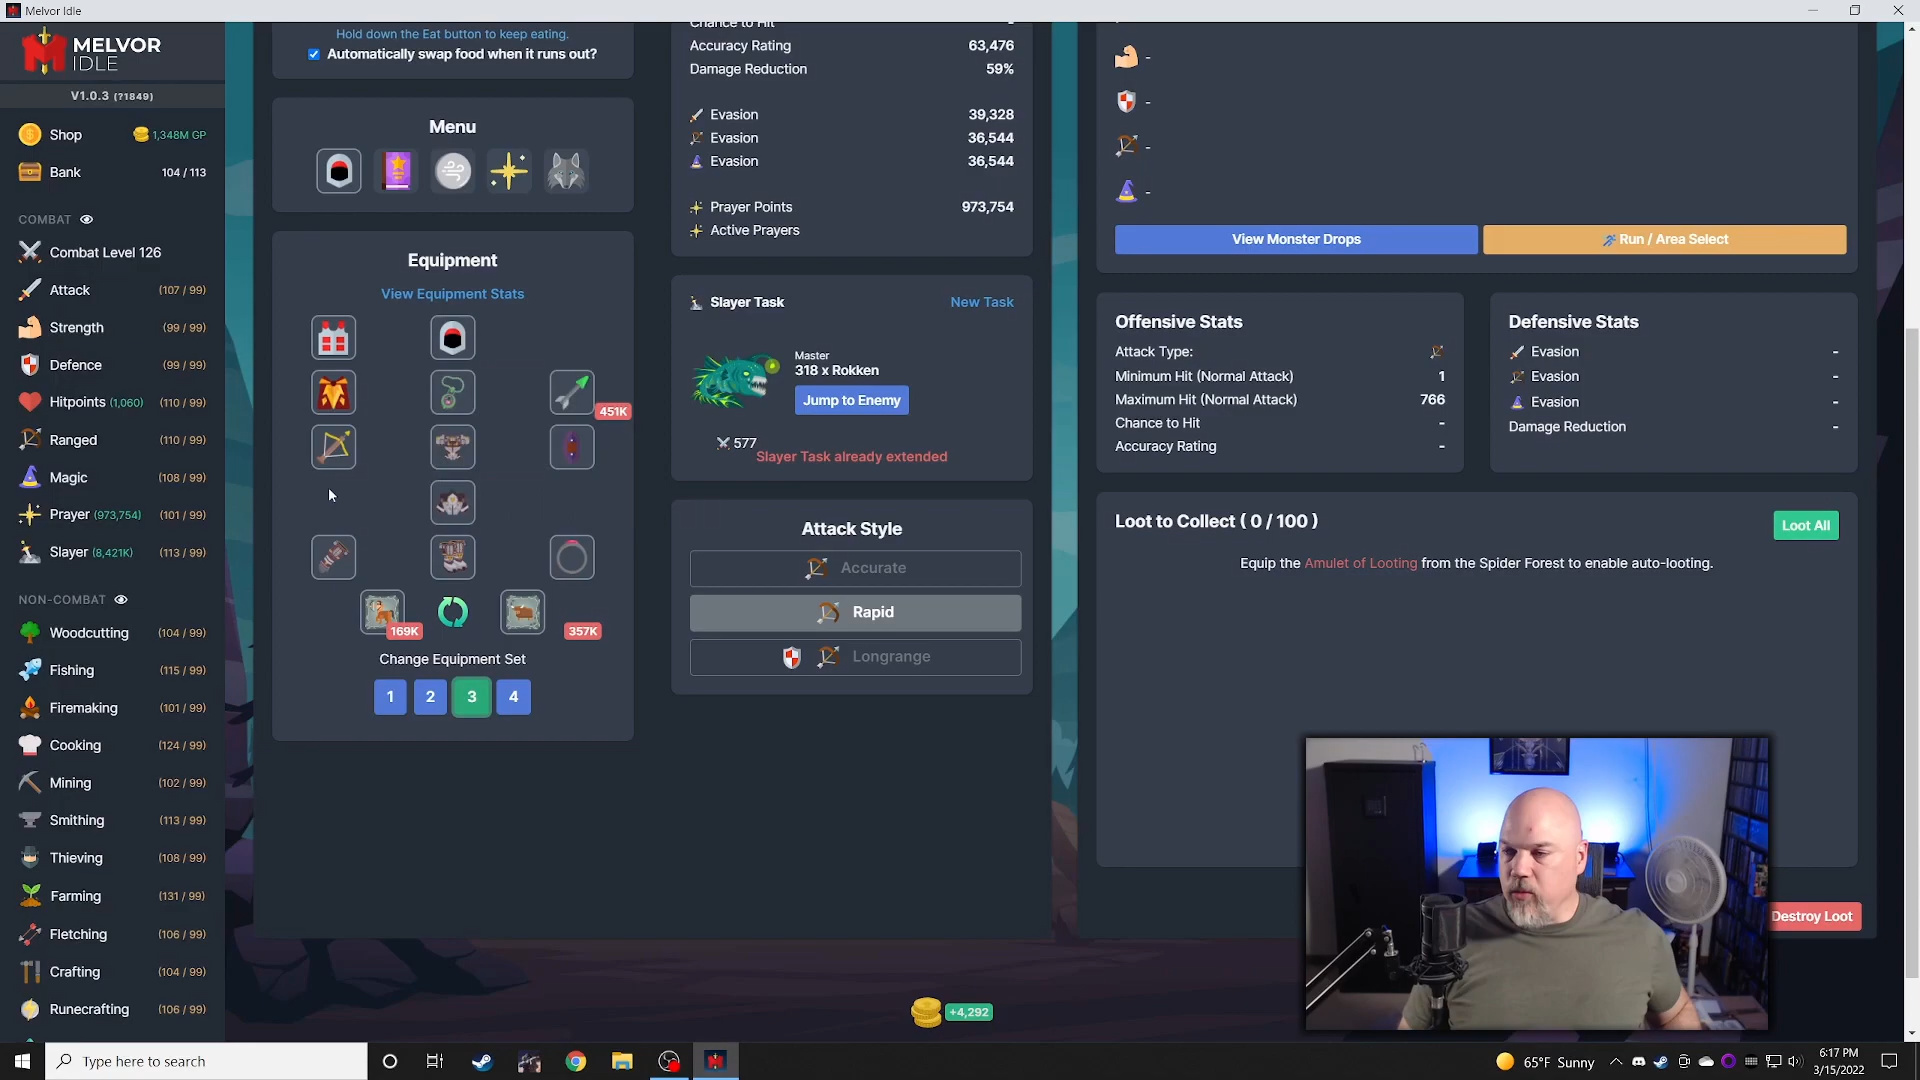 Melvor Idle
MELVOR
IDLE
V1.0.3 (?1849)
Shop 1,348M GP
Bank 104 / 113
COMBAT
Combat Level 126
Attack (107 / 99)
Strength (99 / 99)
Defence (99 / 99)
Hitpoints (1,060) (110 / 99)
Ranged (110 / 99)
Magic (108 / 99)
Prayer (973,754) (101 / 99)
Slayer (8,421K) (113 / 99)
NON-COMBAT
Woodcutting (104 / 99)
Fishing (115 / 99)
Firemaking (101 / 99)
Cooking (124 / 99)
Mining (102 / 99)
Smithing (113 / 99)
Thieving (108 / 99)
Farming (131 / 99)
Fletching (106 / 99)
Crafting (104 / 99)
Runecrafting (106 / 99)
Hold down the Eat button to keep eating.
Automatically swap food when it runs out?
Menu
Equipment
View Equipment Stats
451K
169K
357K
Change Equipment Set
1 2 3 4
Chance to Hit -
Accuracy Rating 63,476
Damage Reduction 59%
Evasion 39,328
Evasion 36,544
Evasion 36,544
Prayer Points 973,754
Active Prayers
Slayer Task New Task
Master
318 x Rokken
Jump to Enemy
577
Slayer Task already extended
Attack Style
Accurate
Rapid
Longrange
-
-
-
-
View Monster Drops Run / Area Select
Offensive Stats
Attack Type:
Minimum Hit (Normal Attack) 1
Maximum Hit (Normal Attack) 766
Chance to Hit -
Accuracy Rating -
Defensive Stats
Evasion -
Evasion -
Evasion -
Damage Reduction -
Loot to Collect ( 0 / 100 ) Loot All
Equip the Amulet of Looting from the Spider Forest to enable auto-looting.
Destroy Loot
+4,292
Type here to search
65°F Sunny
6:17 PM
3/15/2022